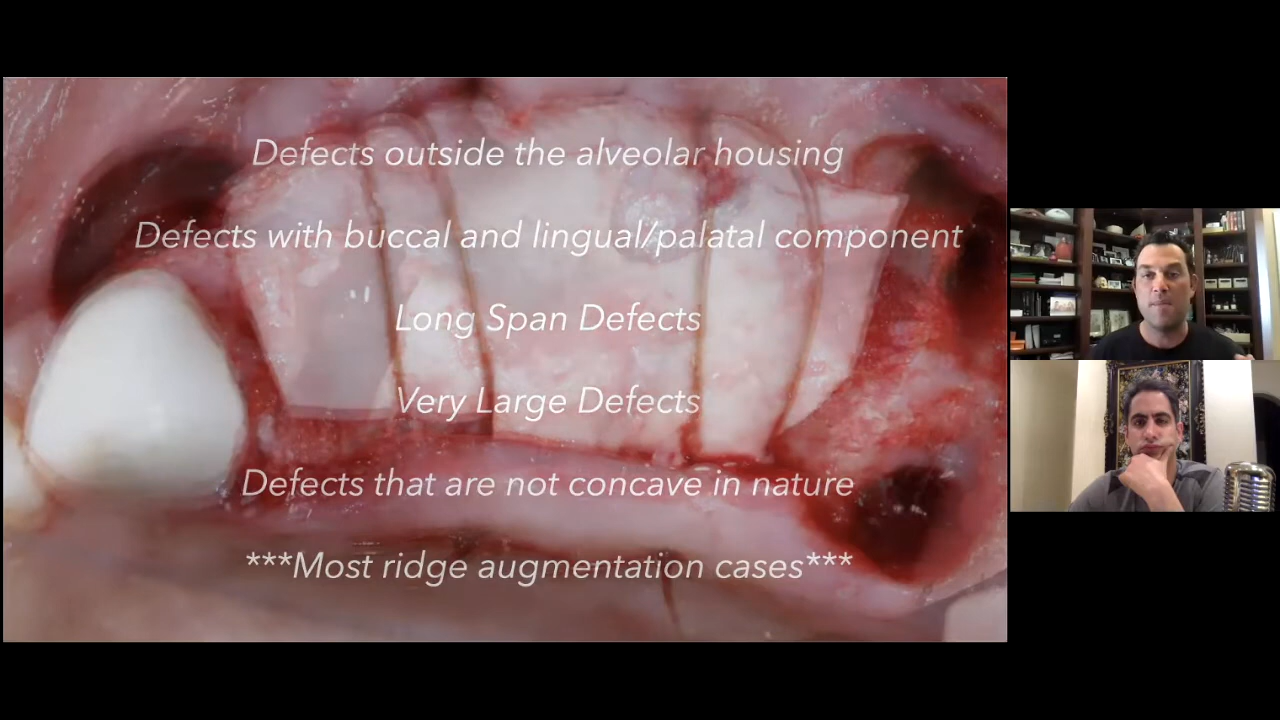 Defects outside the alveolar housing
Defects with buccal and lingual/palatal component
Long Span Defects
Very Large Defects
Defects that are not concave in nature
***Most ridge augmentation cases***